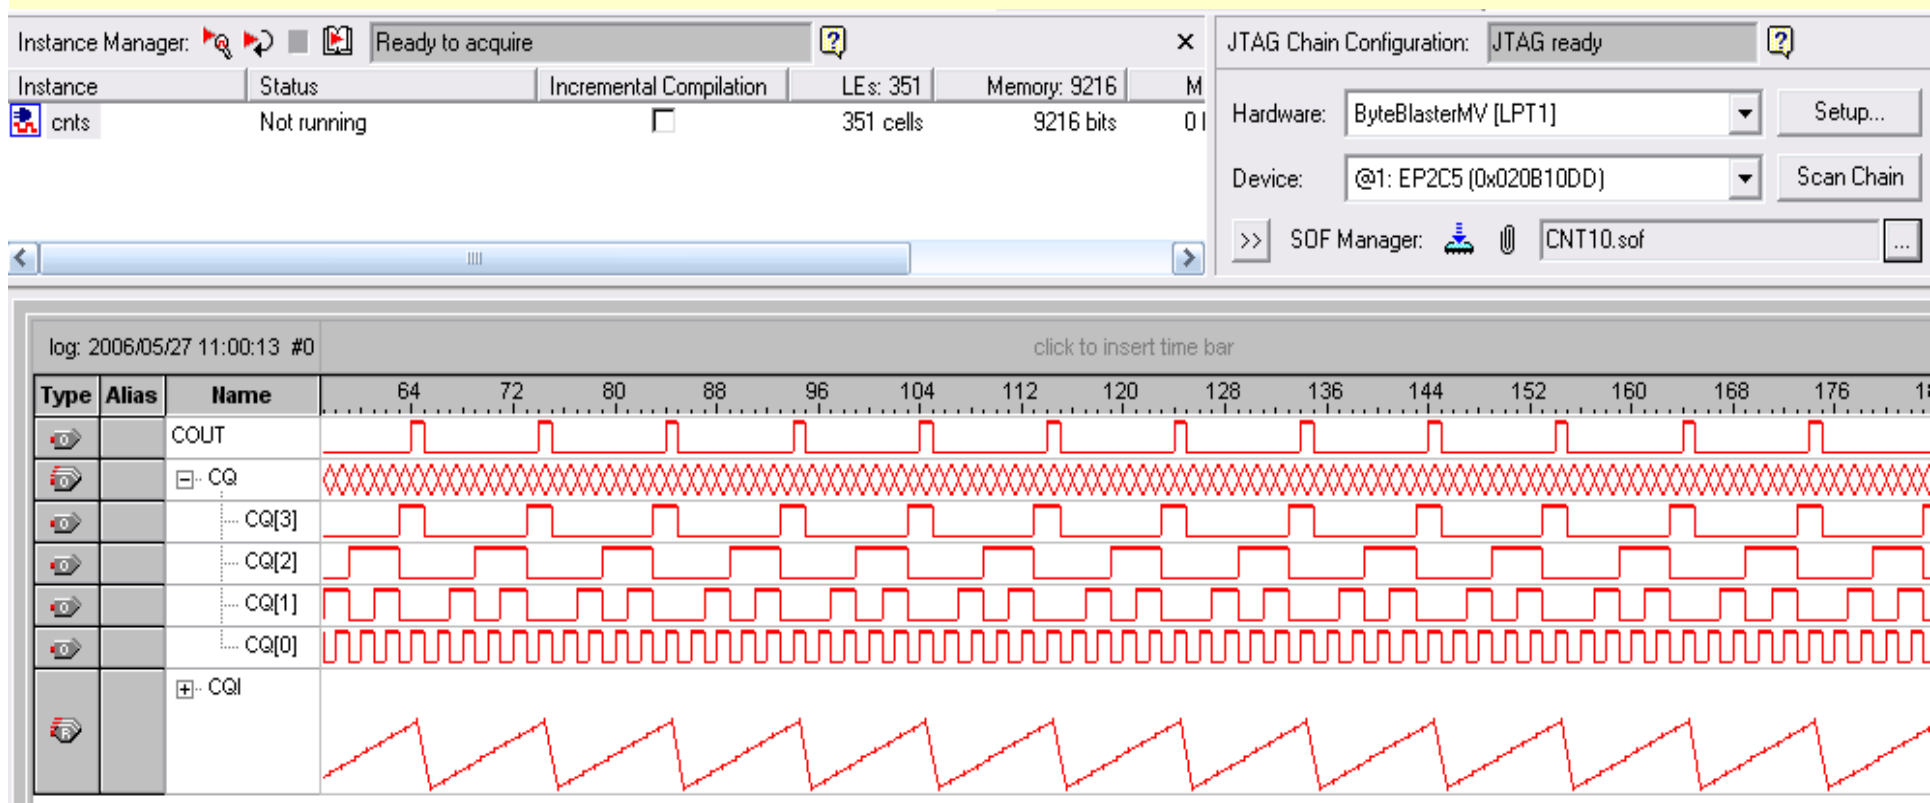 Instance Manager: Ready to acquire
JTAG Chain Configuration: JTAG ready
Instance Status Incremental Compilation LEs: 351 Memory: 9216 M
cnts Not running 351 cells 9216 bits 0
Hardware: ByteBlasterMV [LPT1] Setup...
Device: @1: EP2C5 (0x020B10DD) Scan Chain
>> SOF Manager: CNT10.sof ...
log: 2006/05/27 11:00:13 #0 click to insert time bar
Type Alias Name 64 72 80 88 96 104 112 120 128 136 144 152 160 168 176
COUT
CQ
CQ[3]
CQ[2]
CQ[1]
CQ[0]
CQI